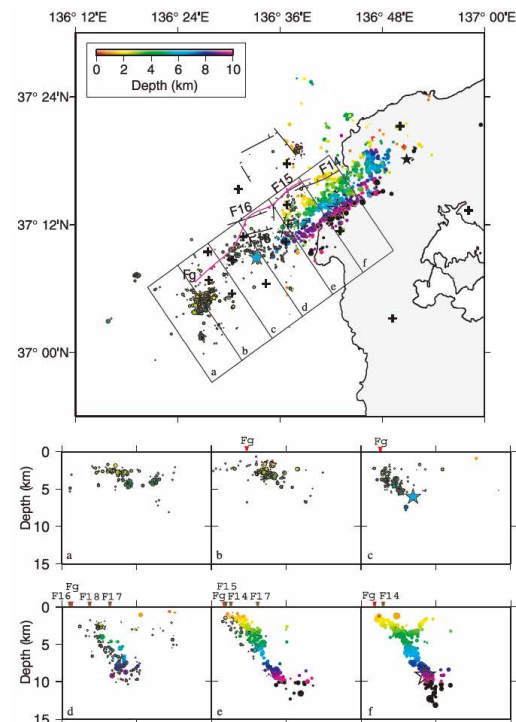 136° 12'E 136° 24'E 136° 36'E 136° 48'E 137° 00'E
0 2 4 6 8 10
Depth (km)
37° 24'N
37° 12'N
37° 00'N
F14
F15
F16
Fg
f
e
d
c
b
a
Fg Fg
0
5
10
15
Depth (km)
a b c
Fg F15
F16 F18 F17 Fg F14 F17 Fg F14
0
5
10
15
Depth (km)
d e f